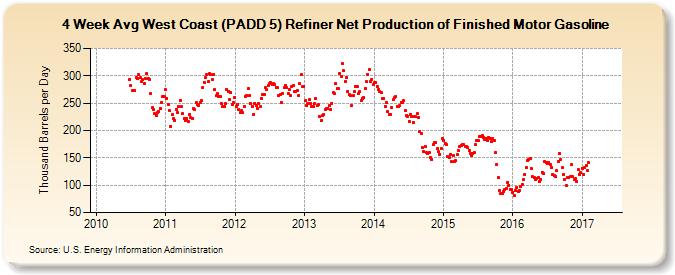 4 Week Avg West Coast (PADD 5) Refiner Net Production of Finished Motor Gasoline
Thousand Barrels per Day
350
300
250
200
150
100
50
2010 2011 2012 2013 2014 2015 2016 2017
Source: U.S. Energy Information Administration